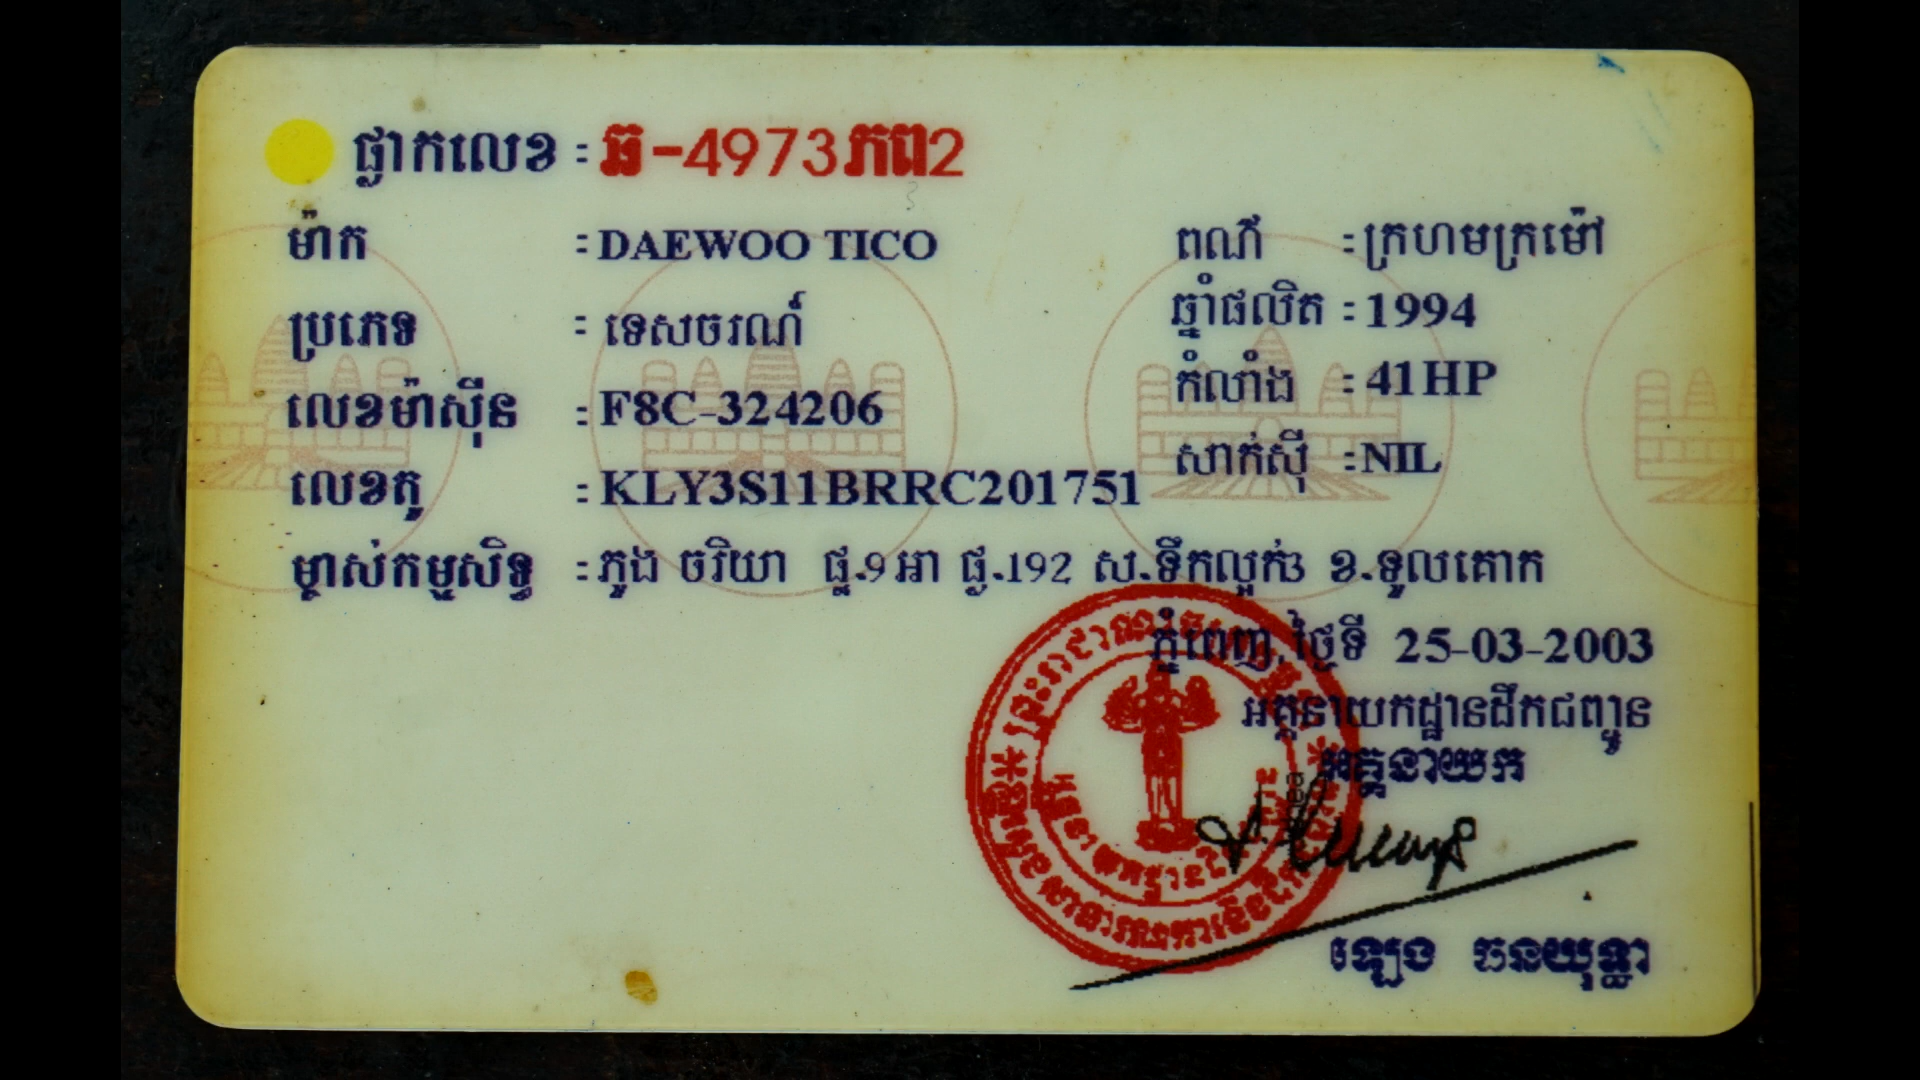 ផ្លាកលេខ : ឆ-4973ភព2
ម៉ាក : DAEWOO TICO
ពណ៌ : ក្រហមក្រម៉ៅ
ឆ្នាំផលិត : 1994
ប្រភេទ : ទេសចរណ៍
កំលាំង : 41HP
លេខម៉ាស៊ីន : F8C-324206
សាក់ស៊ី : NIL
លេខតួ : KLY3S11BRRC201751
ម្ចាស់កម្មសិទ្ធ : ភួង ចរិយា ផ្ល.9អា ផ្ល.192 ស.ទឹកល្អក់3 ខ.ទួលគោក
ភ្នំពេញ.ថ្ងៃទី 25-03-2003
អគ្គនាយកដ្ឋានដឹកជញ្ជូន
អគ្គនាយក
ឡេង ធនយុទ្ធា